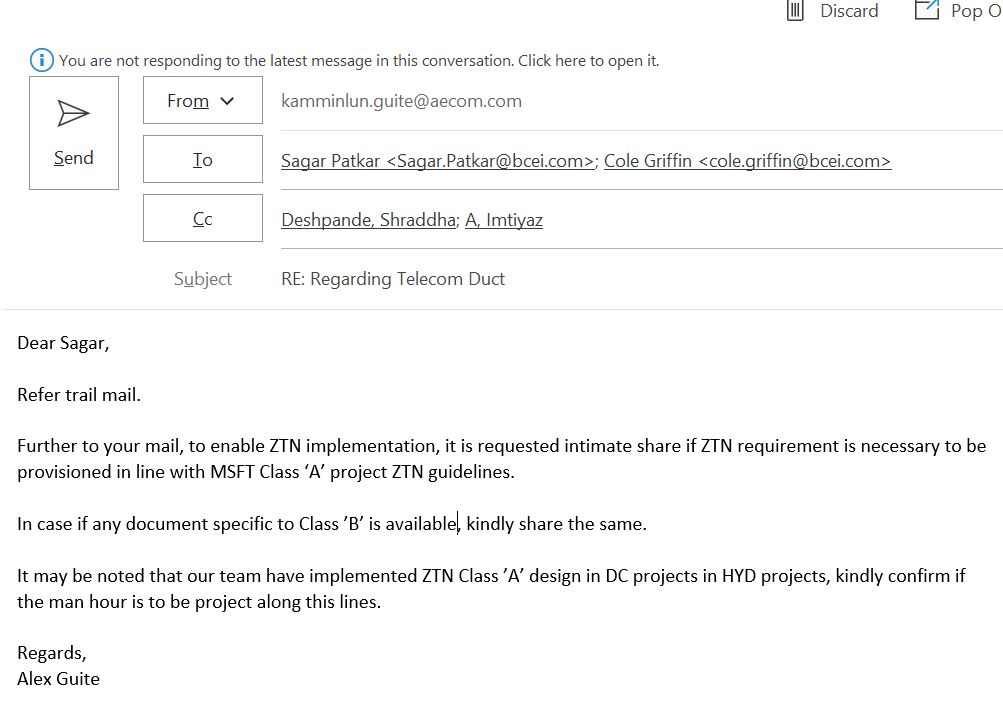 Discard Pop O
You are not responding to the latest message in this conversation. Click here to open it.
From kamminlun.guite@aecom.com
Send
To Sagar Patkar <Sagar.Patkar@bcei.com>; Cole Griffin <cole.griffin@bcei.com>
Cc Deshpande, Shraddha; A, Imtiyaz
Subject RE: Regarding Telecom Duct
Dear Sagar,
Refer trail mail.
Further to your mail, to enable ZTN implementation, it is requested intimate share if ZTN requirement is necessary to be
provisioned in line with MSFT Class ‘A’ project ZTN guidelines.
In case if any document specific to Class ’B’ is available, kindly share the same.
It may be noted that our team have implemented ZTN Class ’A’ design in DC projects in HYD projects, kindly confirm if
the man hour is to be project along this lines.
Regards,
Alex Guite